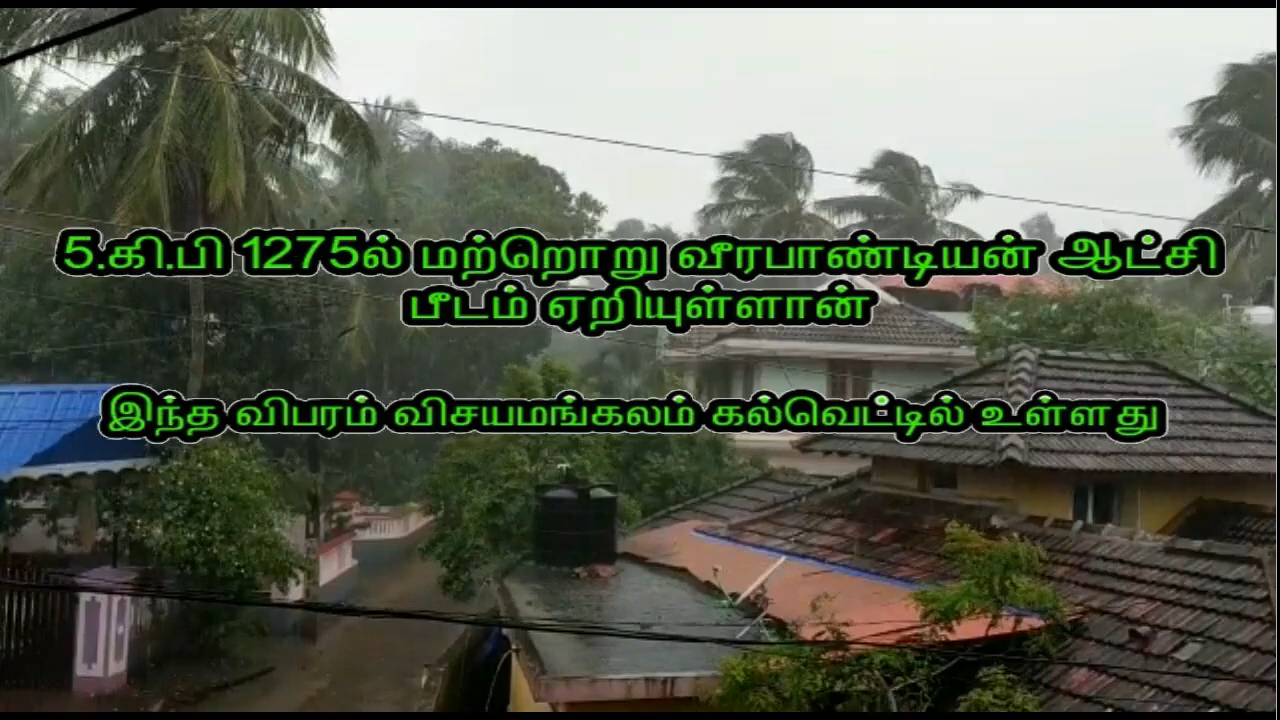 5.கி.பி 1275ல் மற்றொரு வீரபாண்டியன் ஆட்சி
பீடம் ஏறியுள்ளான்
இந்த விபரம் விசயமங்கலம் கல்வெட்டில் உள்ளது